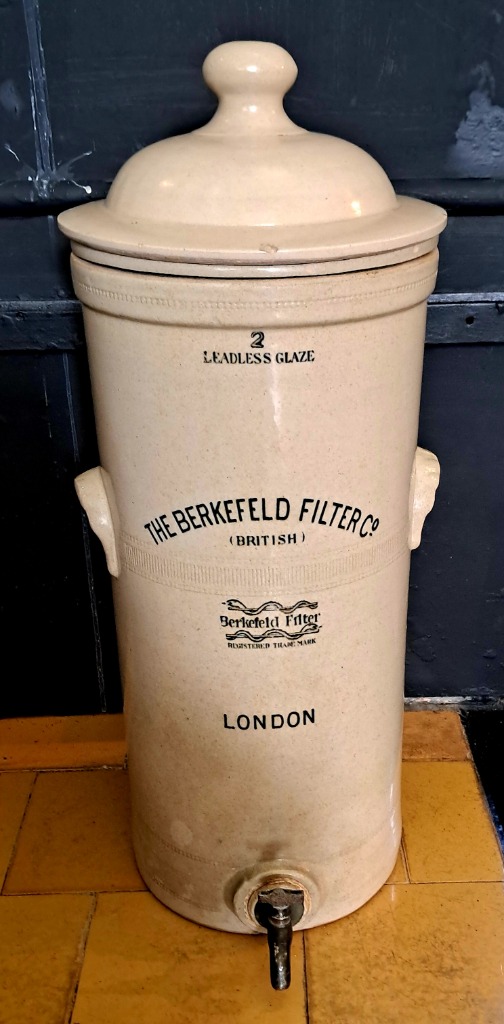 2
LEADLESS GLAZE
THE BERKEFELD FILTER Co
(BRITISH)
Berkefeld Filter
REGISTERED TRADE MARK
LONDON